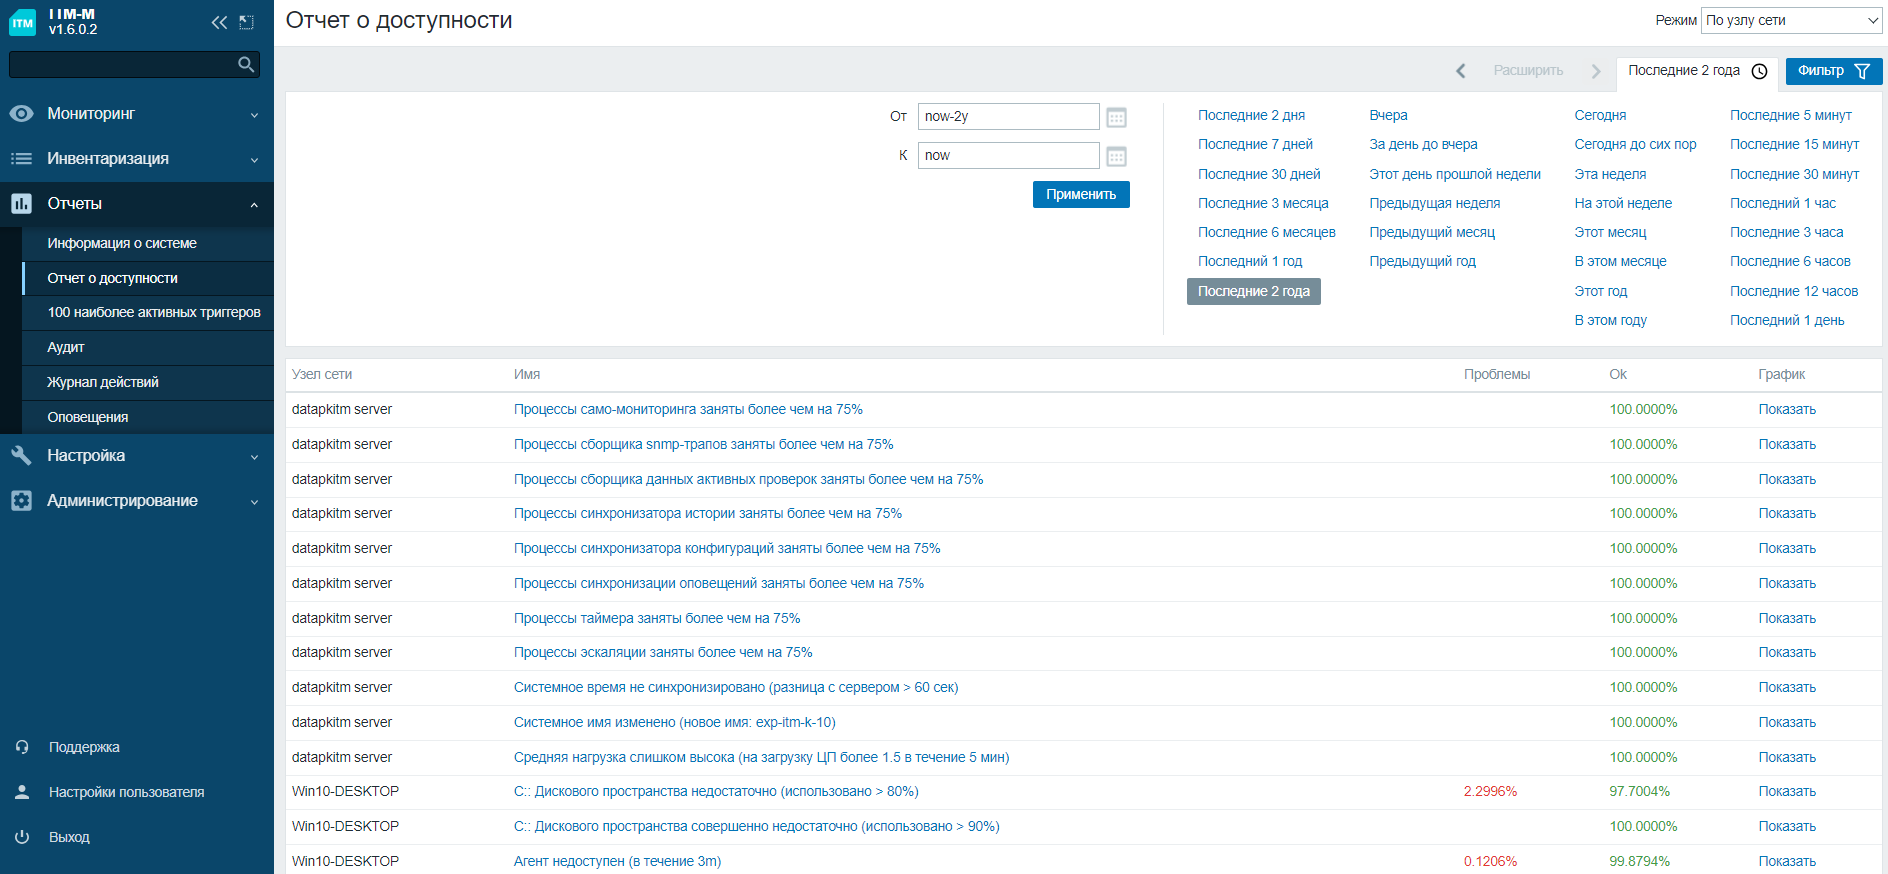 ITM-M
ITM
v1.6.0.2
Мониторинг
Инвентаризация
Отчеты
Информация о системе
Отчет о доступности
100 наиболее активных триггеров
Аудит
Журнал действий
Оповещения
Настройка
Администрирование
Поддержка
Настройки пользователя
Выход
Отчет о доступности
Режим По узлу сети
Расширить Последние 2 года Фильтр
От now-2y
К now
Применить
Последние 2 дня Вчера Сегодня Последние 5 минут
Последние 7 дней За день до вчера Сегодня до сих пор Последние 15 минут
Последние 30 дней Этот день прошлой недели Эта неделя Последние 30 минут
Последние 3 месяца Предыдущая неделя На этой неделе Последний 1 час
Последние 6 месяцев Предыдущий месяц Этот месяц Последние 3 часа
Последний 1 год Предыдущий год В этом месяце Последние 6 часов
Последние 2 года Этот год Последние 12 часов
В этом году Последний 1 день
Узел сети Имя Проблемы Ok График
datapkitm server Процессы само-мониторинга заняты более чем на 75% 100.0000% Показать
datapkitm server Процессы сборщика snmp-трапов заняты более чем на 75% 100.0000% Показать
datapkitm server Процессы сборщика данных активных проверок заняты более чем на 75% 100.0000% Показать
datapkitm server Процессы синхронизатора истории заняты более чем на 75% 100.0000% Показать
datapkitm server Процессы синхронизатора конфигураций заняты более чем на 75% 100.0000% Показать
datapkitm server Процессы синхронизации оповещений заняты более чем на 75% 100.0000% Показать
datapkitm server Процессы таймера заняты более чем на 75% 100.0000% Показать
datapkitm server Процессы эскаляции заняты более чем на 75% 100.0000% Показать
datapkitm server Системное время не синхронизировано (разница с сервером > 60 сек) 100.0000% Показать
datapkitm server Системное имя изменено (новое имя: exp-itm-k-10) 100.0000% Показать
datapkitm server Средняя нагрузка слишком высока (на загрузку ЦП более 1.5 в течение 5 мин) 100.0000% Показать
Win10-DESKTOP C:: Дискового пространства недостаточно (использовано > 80%) 2.2996% 97.7004% Показать
Win10-DESKTOP C:: Дискового пространства совершенно недостаточно (использовано > 90%) 100.0000% Показать
Win10-DESKTOP Агент недоступен (в течение 3m) 0.1206% 99.8794% Показать